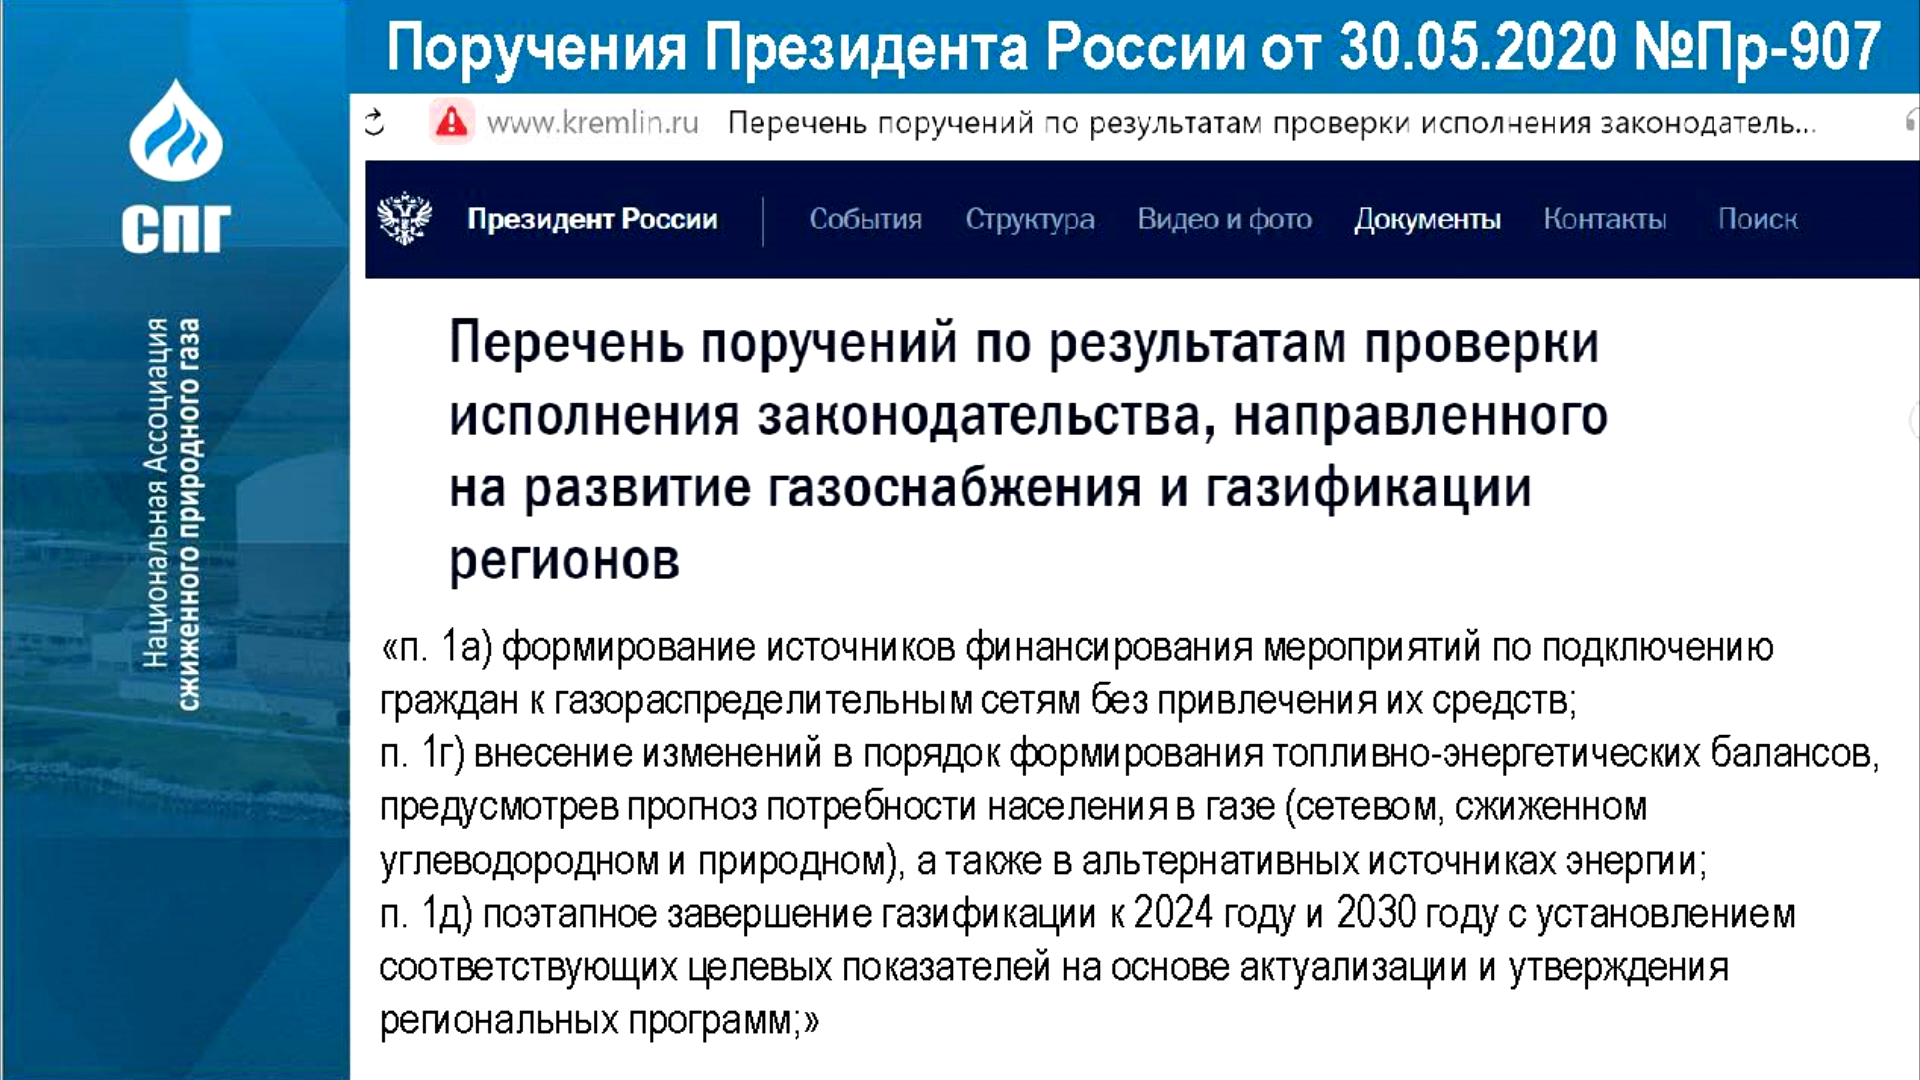 Поручения Президента России от 30.05.2020 №Пр-907
www.kremlin.ru Перечень поручений по результатам проверки исполнения законодатель...
Президент России События Структура Видео и фото Документы Контакты Поиск
СПГ
Национальная Ассоциация
сжиженного природного газа
Перечень поручений по результатам проверки
исполнения законодательства, направленного
на развитие газоснабжения и газификации
регионов
«п. 1а) формирование источников финансирования мероприятий по подключению
граждан к газораспределительным сетям без привлечения их средств;
п. 1г) внесение изменений в порядок формирования топливно-энергетических балансов,
предусмотрев прогноз потребности населения в газе (сетевом, сжиженном
углеводородном и природном), а также в альтернативных источниках энергии;
п. 1д) поэтапное завершение газификации к 2024 году и 2030 году с установлением
соответствующих целевых показателей на основе актуализации и утверждения
региональных программ;»